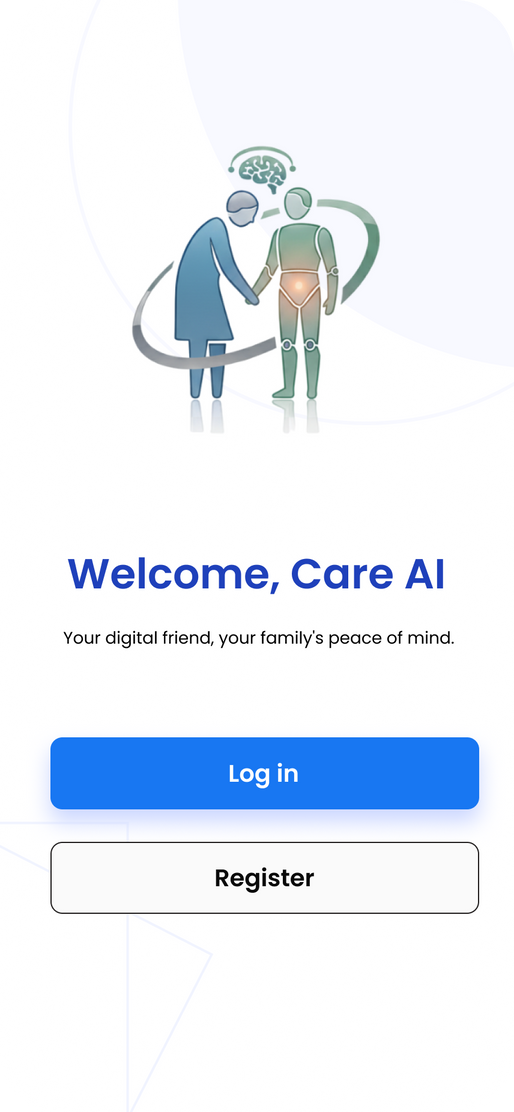 Welcome, Care AI
Your digital friend, your family's peace of mind.
Log in
Register